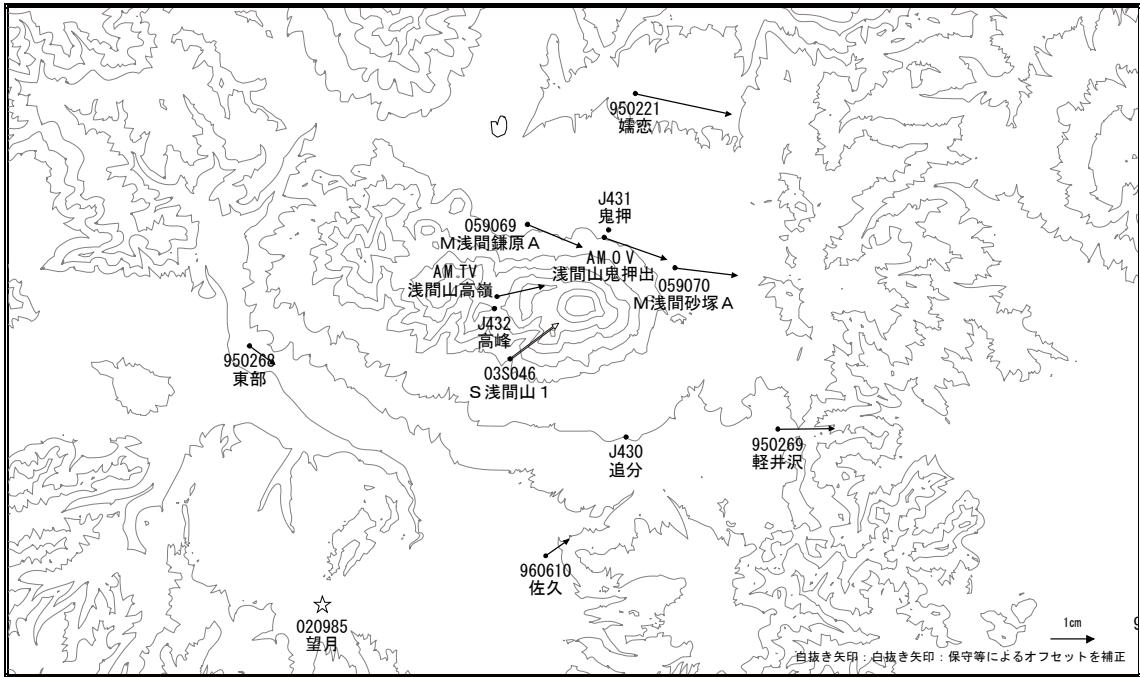 950221
嬬恋
J431
鬼押
059069
M浅間鎌原A
AMOV
浅間山鬼押出
AMTV
浅間山高嶺
059070
M浅間砂塚A
J432
高峰
950268
東部
03S046
S浅間山1
950269
軽井沢
J430
追分
960610
佐久
020985
望月
1cm
白抜き矢印：白抜き矢印：保守等によるオフセットを補正